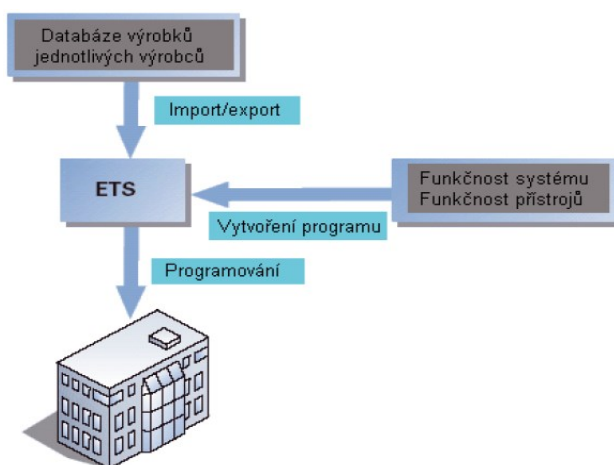 Databáze výrobků
jednotlivých výrobců
Import/export
ETS
Funkčnost systému
Funkčnost přístrojů
Vytvoření programu
Programování